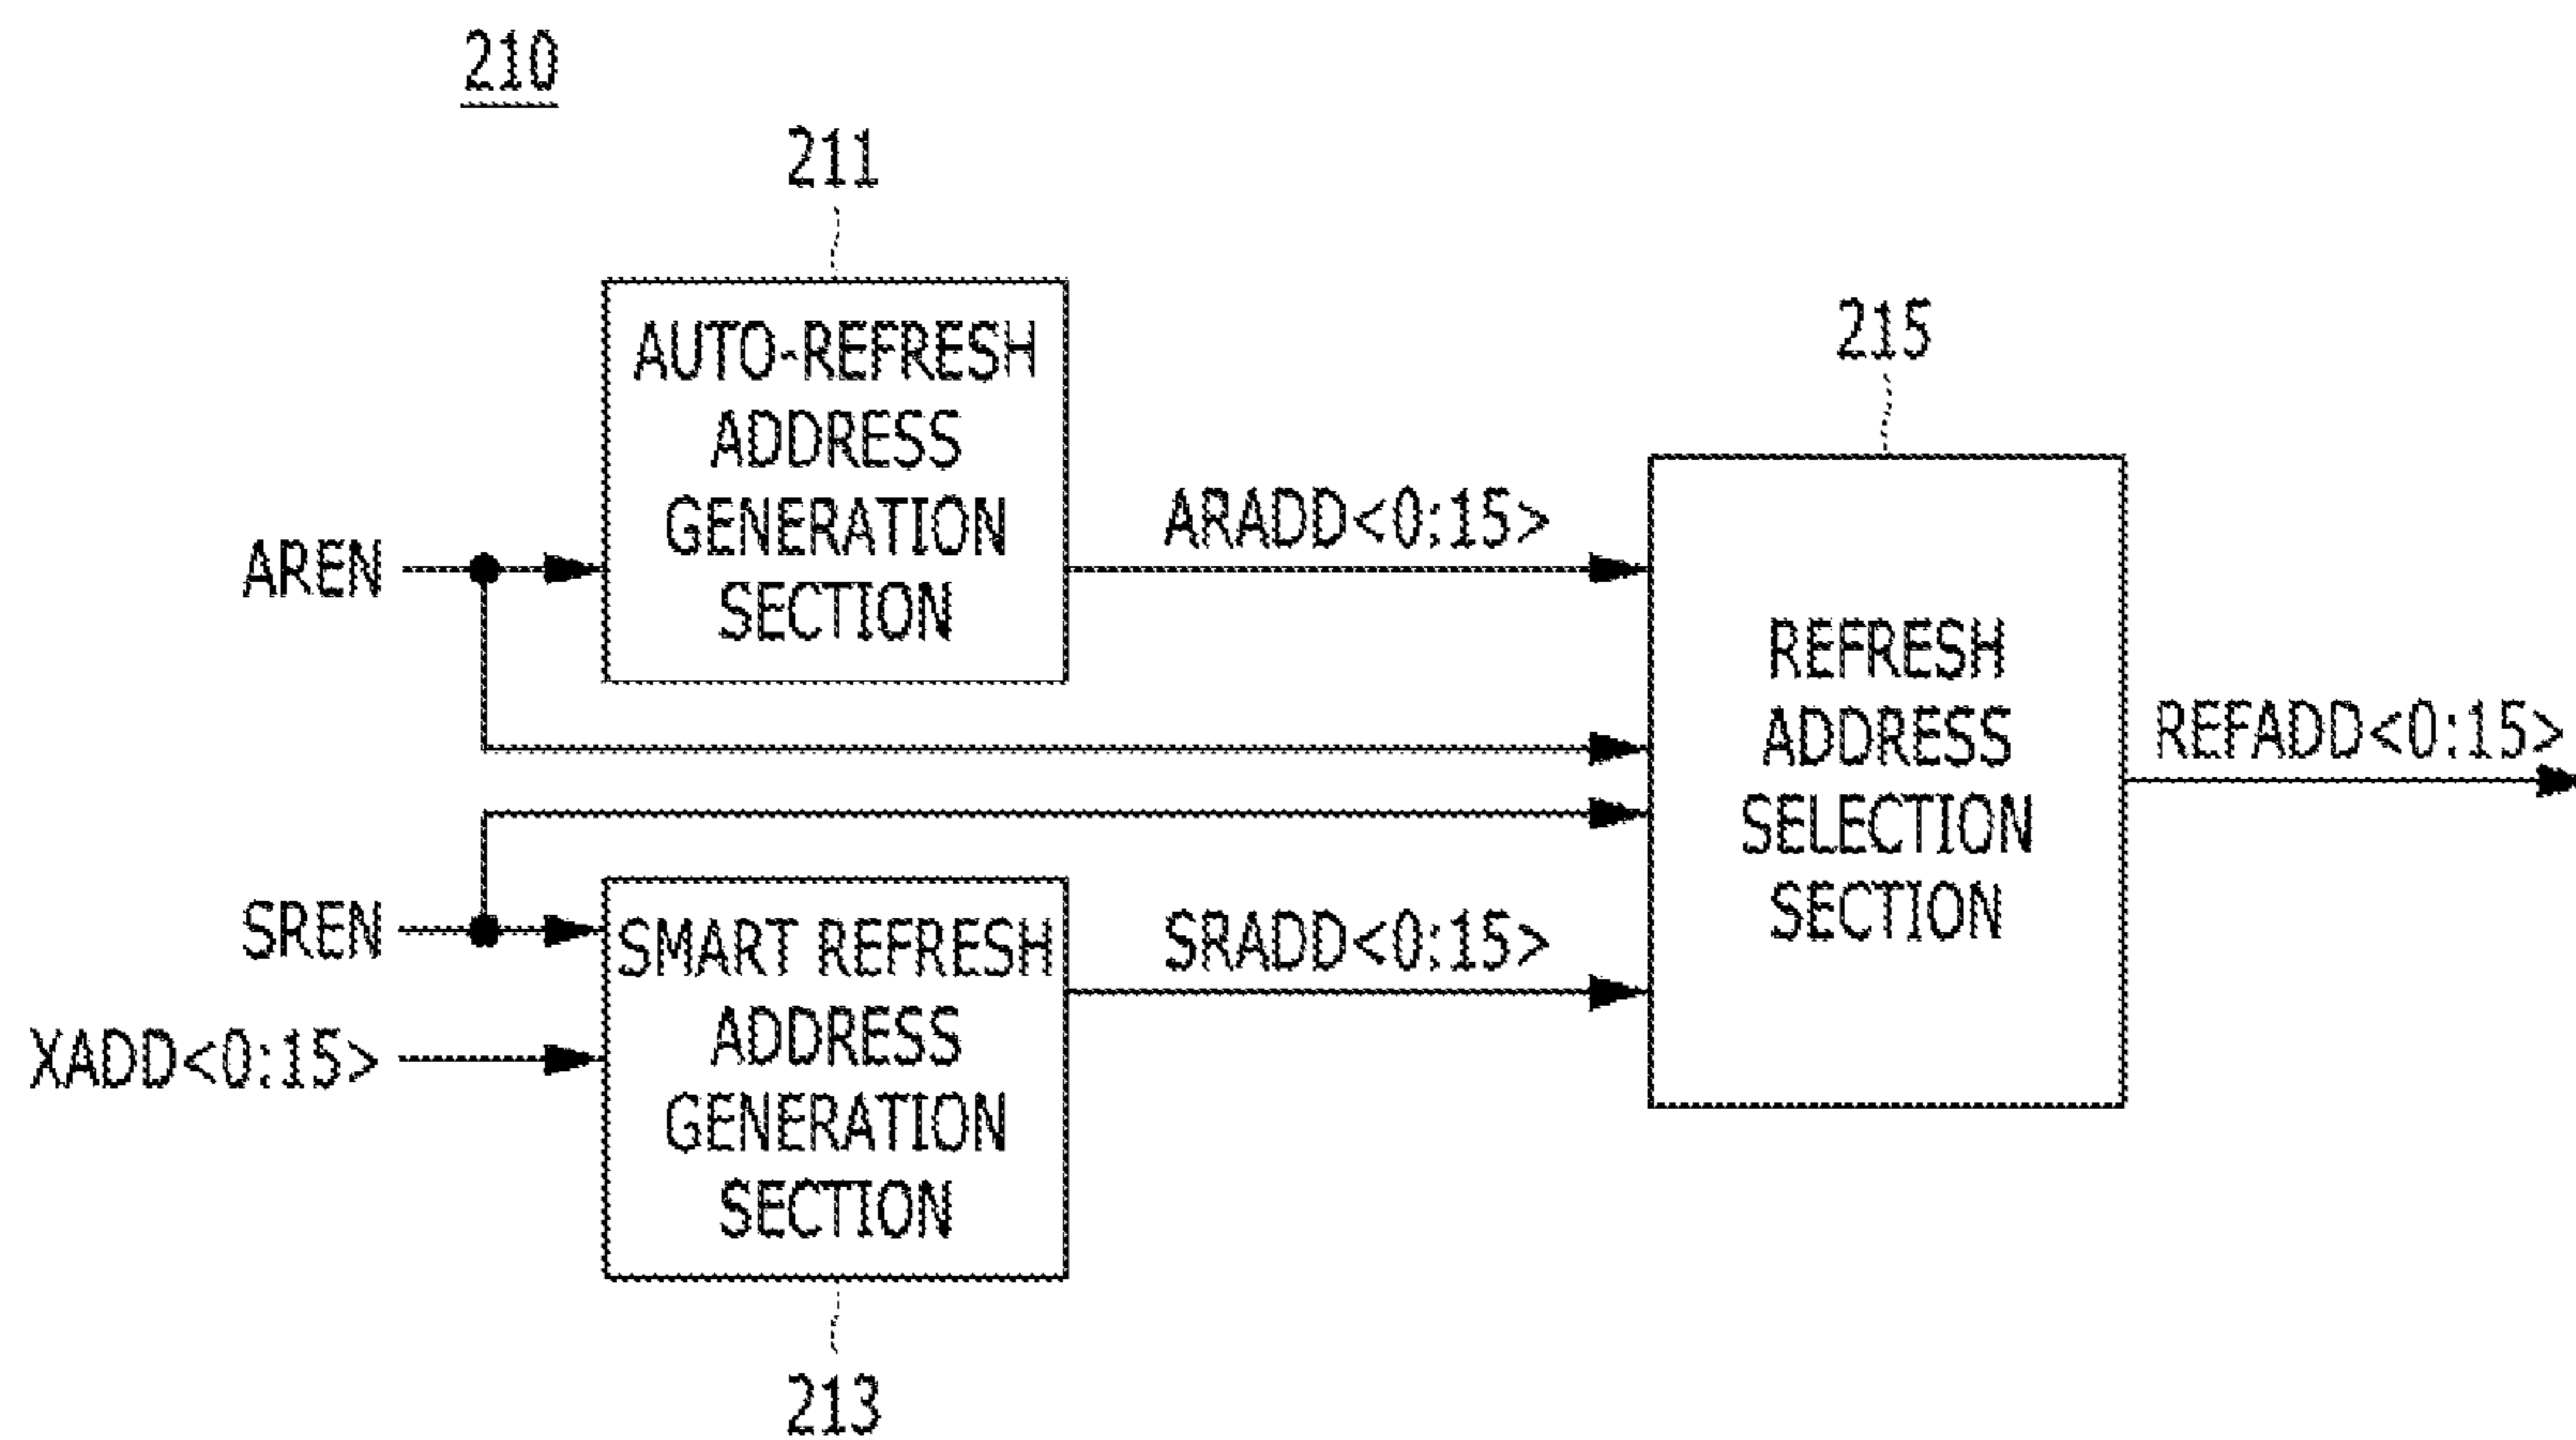 210
211
AUTO-REFRESH
ADDRESS
GENERATION
SECTION
AREN
ARADD<0:15>
215
REFRESH
ADDRESS
SELECTION
SECTION
REFADD<0:15>
SREN
XADD<0:15>
SMART REFRESH
ADDRESS
GENERATION
SECTION
SRADD<0:15>
213